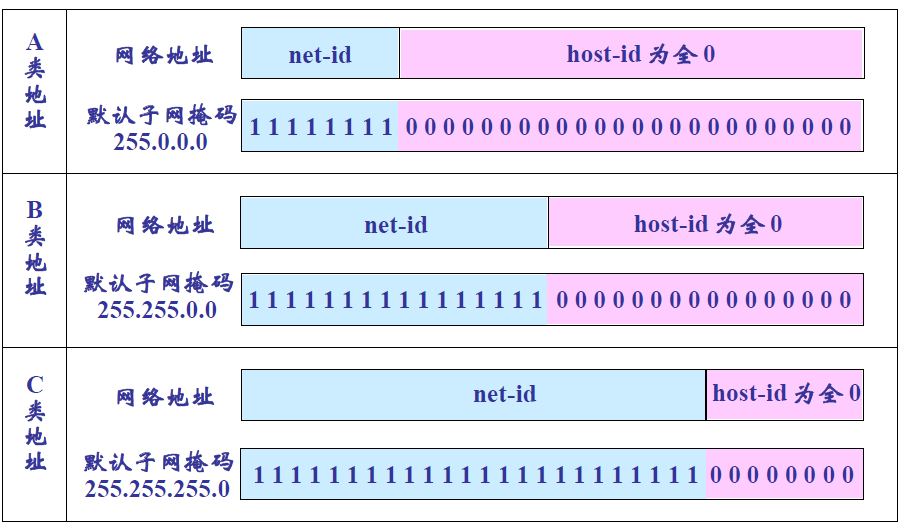 A类地址
网络地址
net-id
host-id 为全 0
默认子网掩码
255.0.0.0
1 1 1 1 1 1 1 1 0 0 0 0 0 0 0 0 0 0 0 0 0 0 0 0 0 0 0 0 0 0 0 0
B类地址
网络地址
net-id
host-id 为全 0
默认子网掩码
255.255.0.0
1 1 1 1 1 1 1 1 1 1 1 1 1 1 1 1 0 0 0 0 0 0 0 0 0 0 0 0 0 0 0 0
C类地址
网络地址
net-id
host-id 为全 0
默认子网掩码
255.255.255.0
1 1 1 1 1 1 1 1 1 1 1 1 1 1 1 1 1 1 1 1 1 1 1 1 0 0 0 0 0 0 0 0